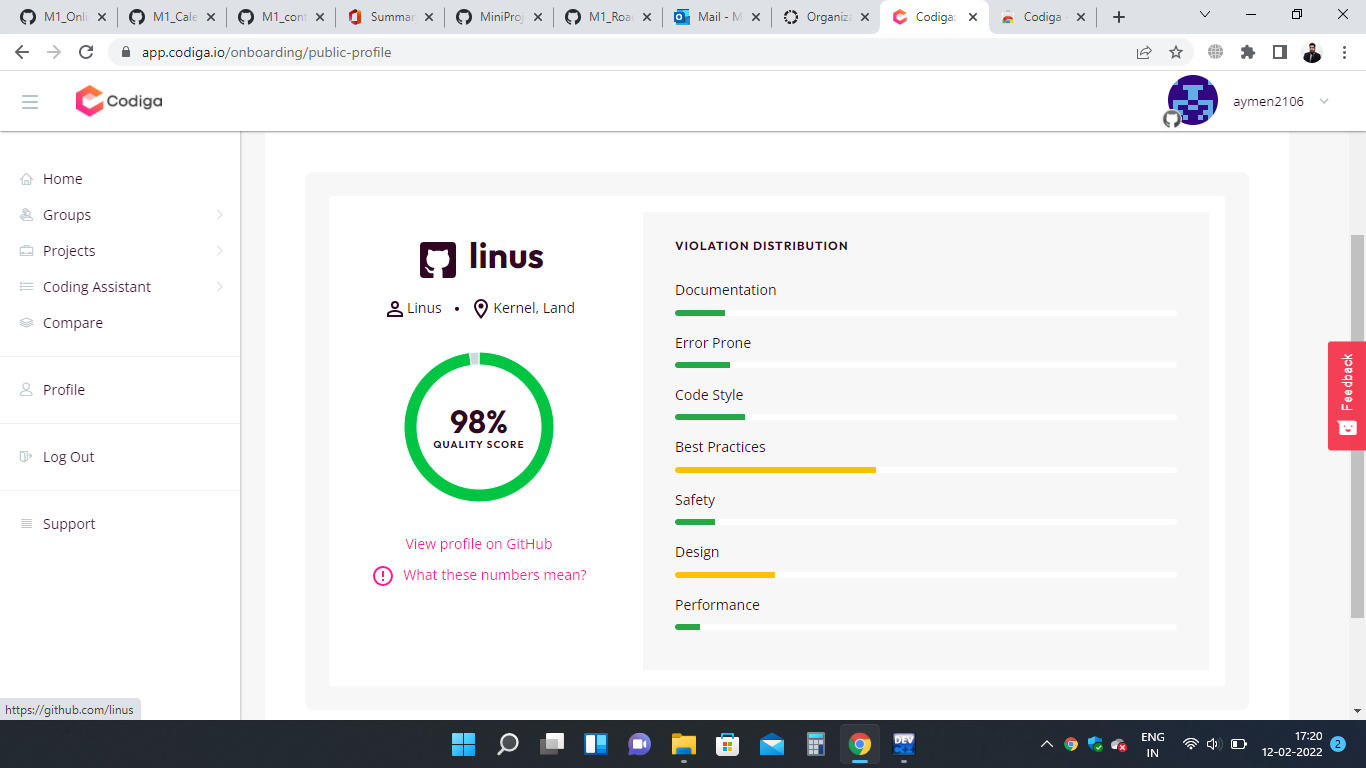 M1_Onli
M1_Cale
M1_cont
Summar
MiniProj
M1_Roa
Mail - M
Organiza
Codiga:
Codiga -
app.codiga.io/onboarding/public-profile
Codiga
aymen2106
Home
Groups
Projects
Coding Assistant
Compare
Profile
Log Out
Support
linus
Linus • Kernel, Land
98%
QUALITY SCORE
View profile on GitHub
What these numbers mean?
VIOLATION DISTRIBUTION
Documentation
Error Prone
Code Style
Best Practices
Safety
Design
Performance
Feedback
https://github.com/linus
DEV
ENG
IN
17:20
12-02-2022
2